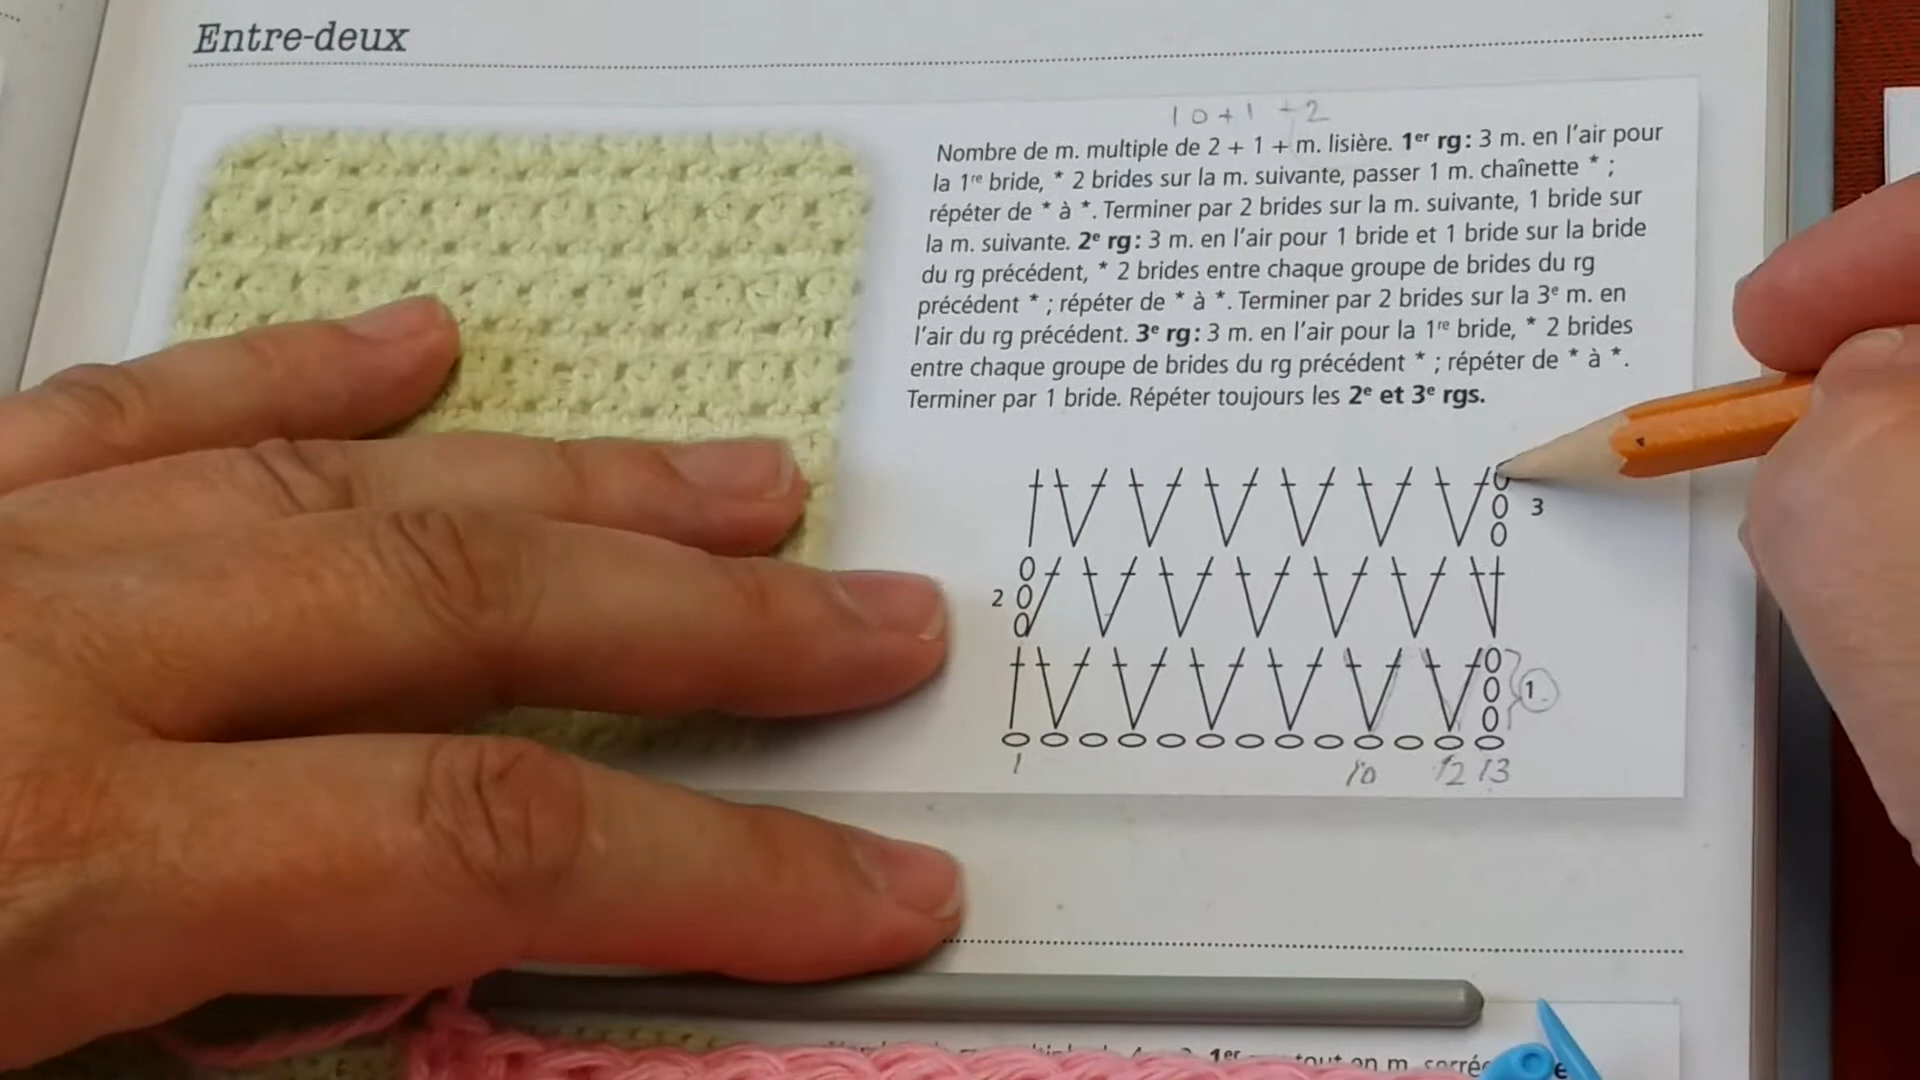 Entre-deux
10+1 +2
Nombre de m. multiple de 2 + 1 + m. lisière. 1er rg: 3 m. en l'air pour
la 1re bride, * 2 brides sur la m. suivante, passer 1 m. chaînette * ;
répéter de * à *. Terminer par 2 brides sur la m. suivante, 1 bride sur
la m. suivante. 2e rg: 3 m. en l'air pour 1 bride et 1 bride sur la bride
du rg précédent, * 2 brides entre chaque groupe de brides du rg
précédent * ; répéter de * à *. Terminer par 2 brides sur la 3e m. en
l'air du rg précédent. 3e rg: 3 m. en l'air pour la 1re bride, * 2 brides
entre chaque groupe de brides du rg précédent * ; répéter de * à *.
Terminer par 1 bride. Répéter toujours les 2e et 3e rgs.
3
2
1
1 10 12 13
1er tout en m.